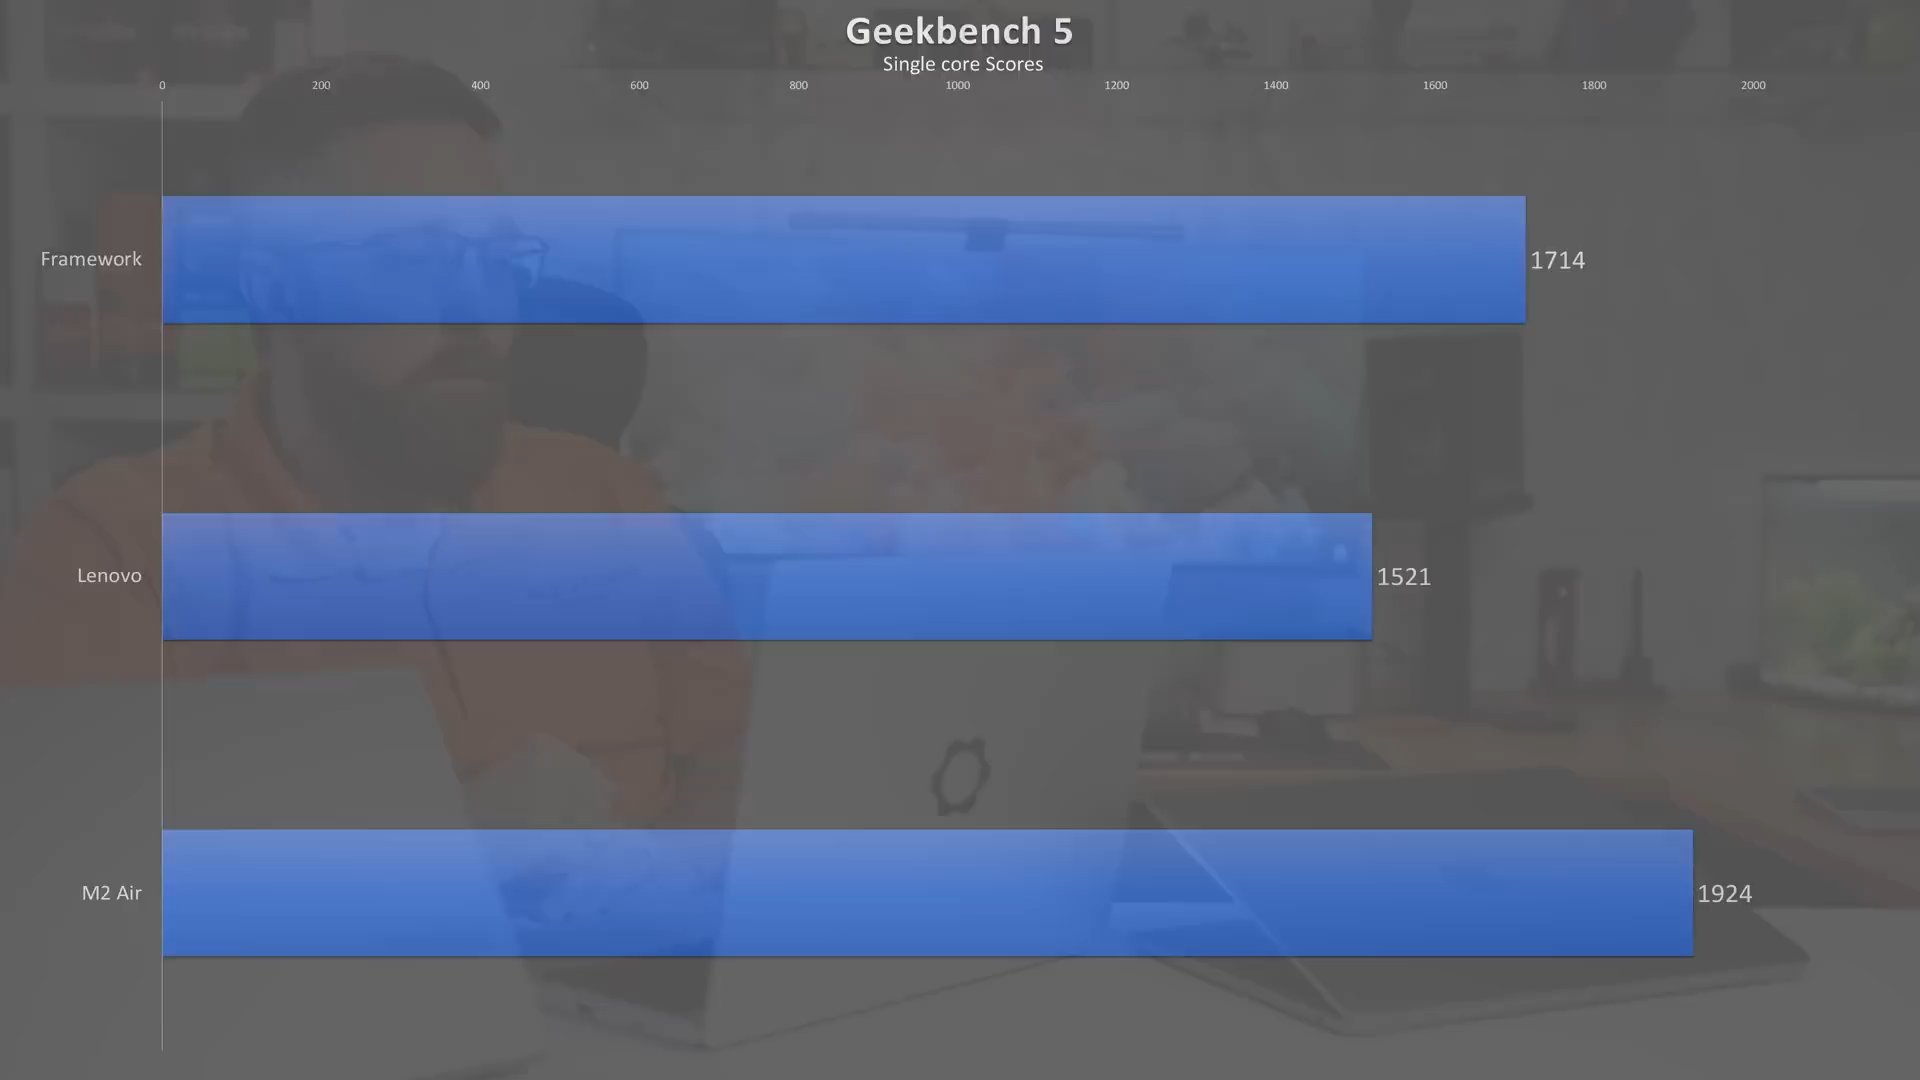 Geekbench 5
Single core Scores
0 200 400 600 800 1000 1200 1400 1600 1800 2000
Framework 1714
Lenovo 1521
M2 Air 1924